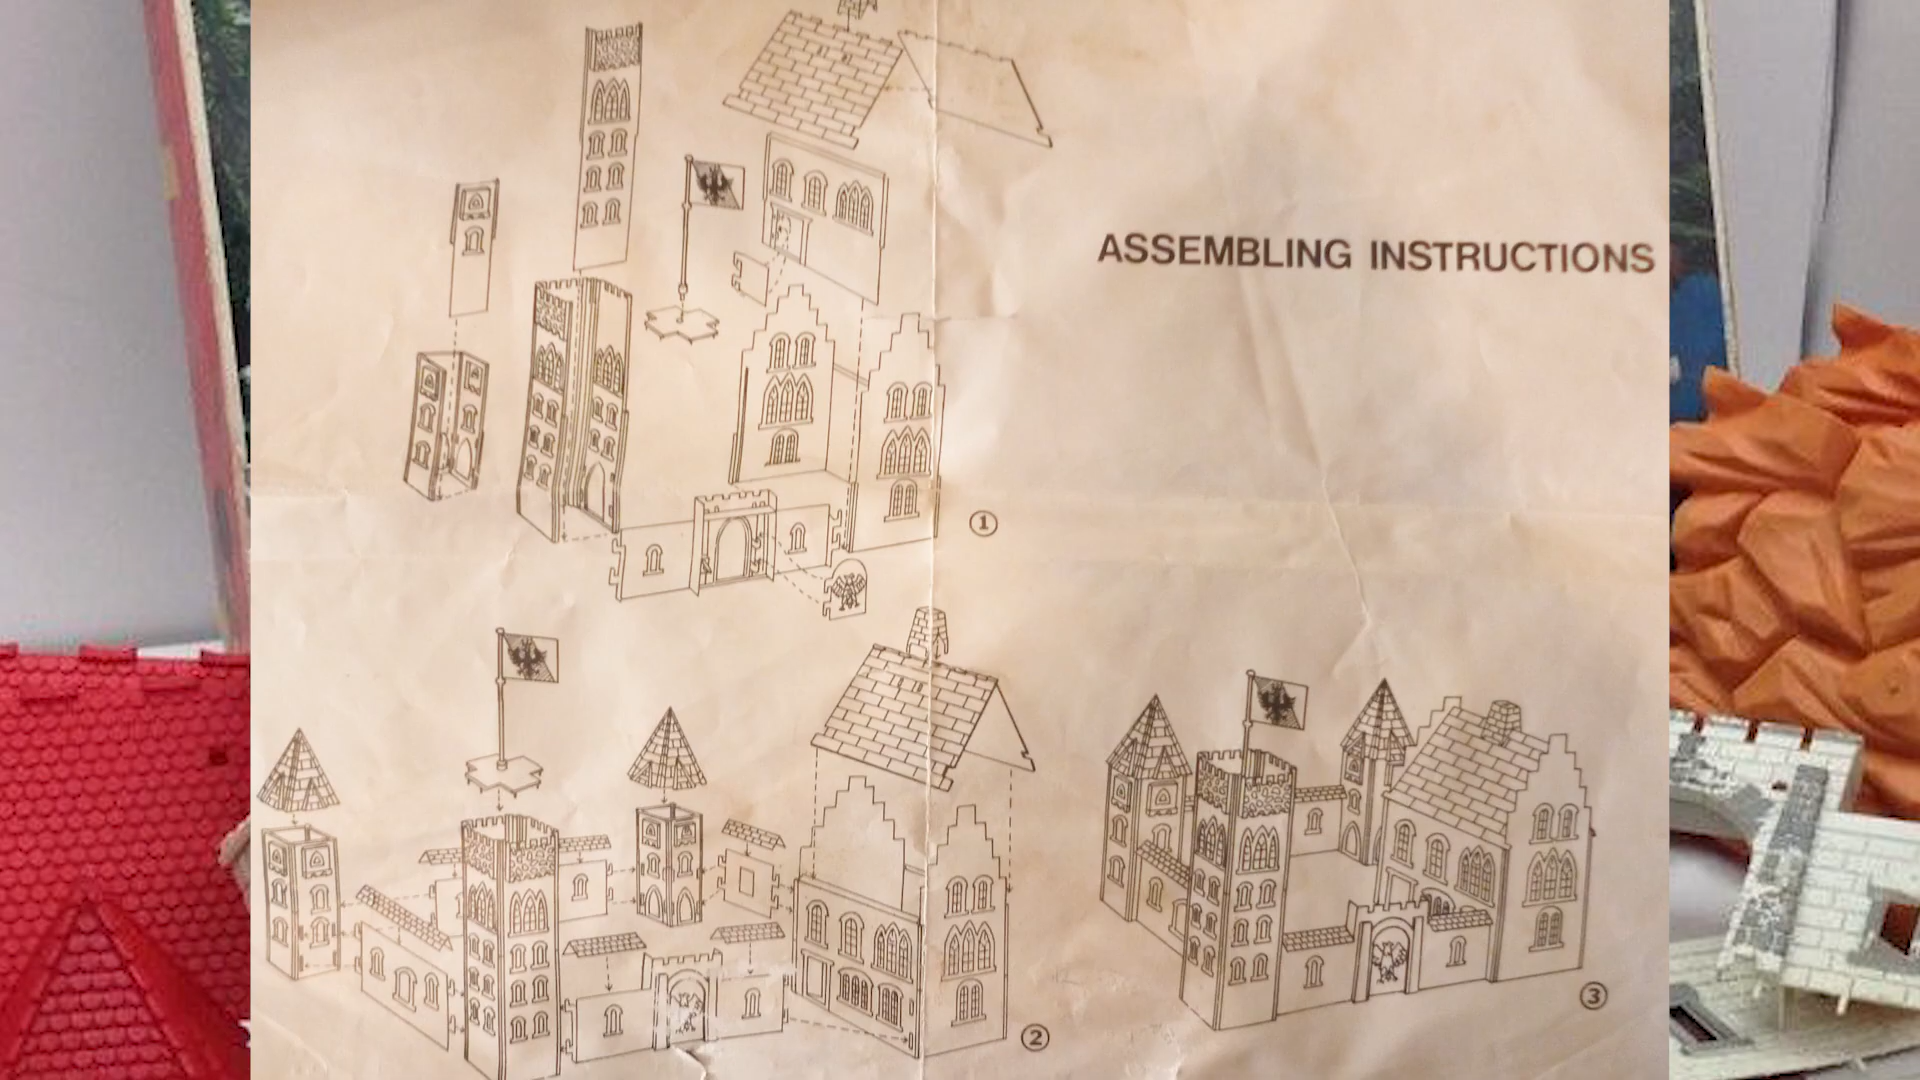 ASSEMBLING INSTRUCTIONS
①
②
③